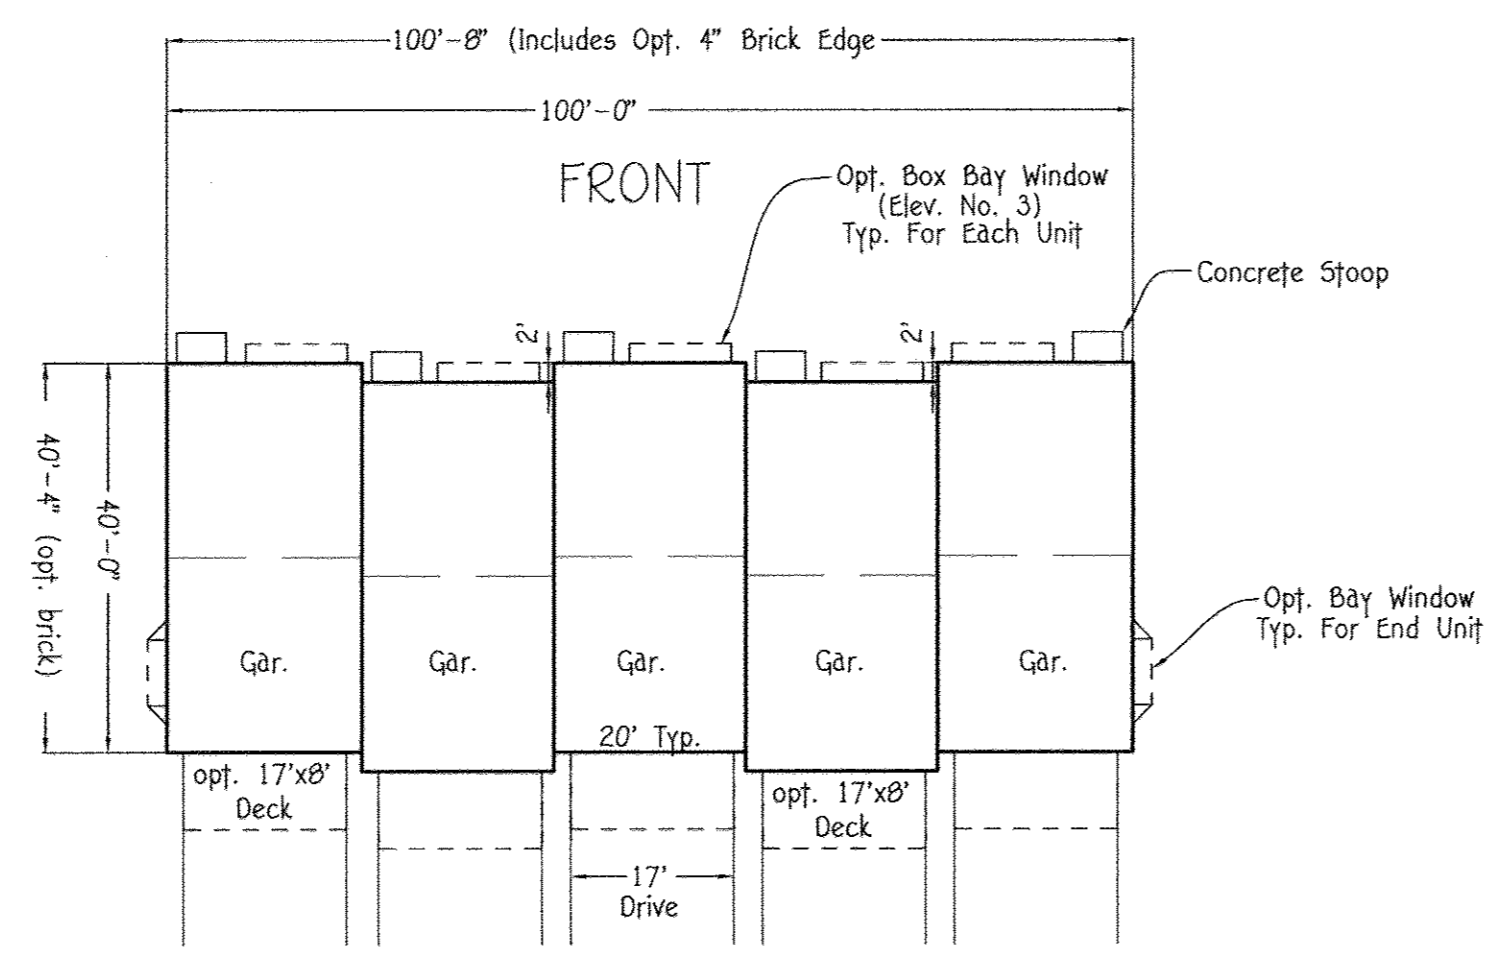 100'-8" (Includes Opt. 4" Brick Edge
100'-0"
FRONT
Opt. Box Bay Window
(Elev. No. 3)
Typ. For Each Unit
Concrete Stoop
2'
2'
40'-4" (opt. brick)
40'-0"
Opt. Bay Window
Typ. For End Unit
Gar.
Gar.
Gar.
Gar.
Gar.
20' Typ.
opt. 17'x8'
Deck
opt. 17'x8'
Deck
17'
Drive